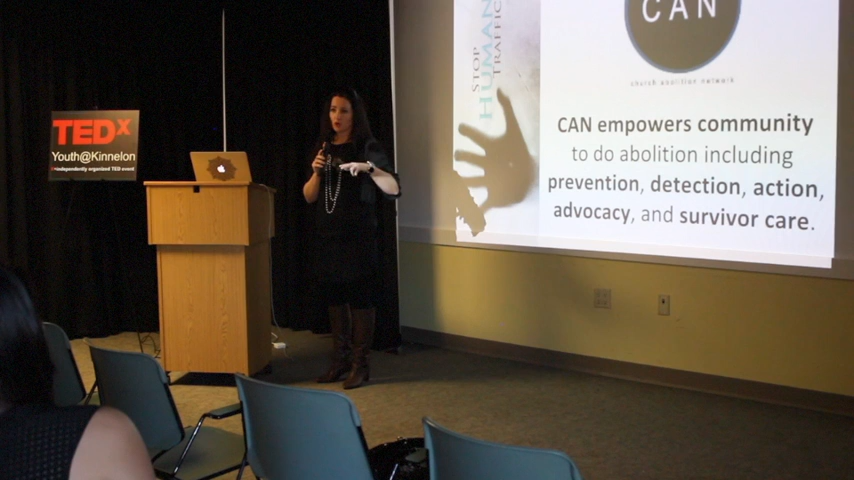 TEDx
Youth@Kinnelon
x=independently organized TED event
STOP
HUMAN
TRAFFIC
CAN
church abolition network
CAN empowers community
to do abolition including
prevention, detection, action,
advocacy, and survivor care.